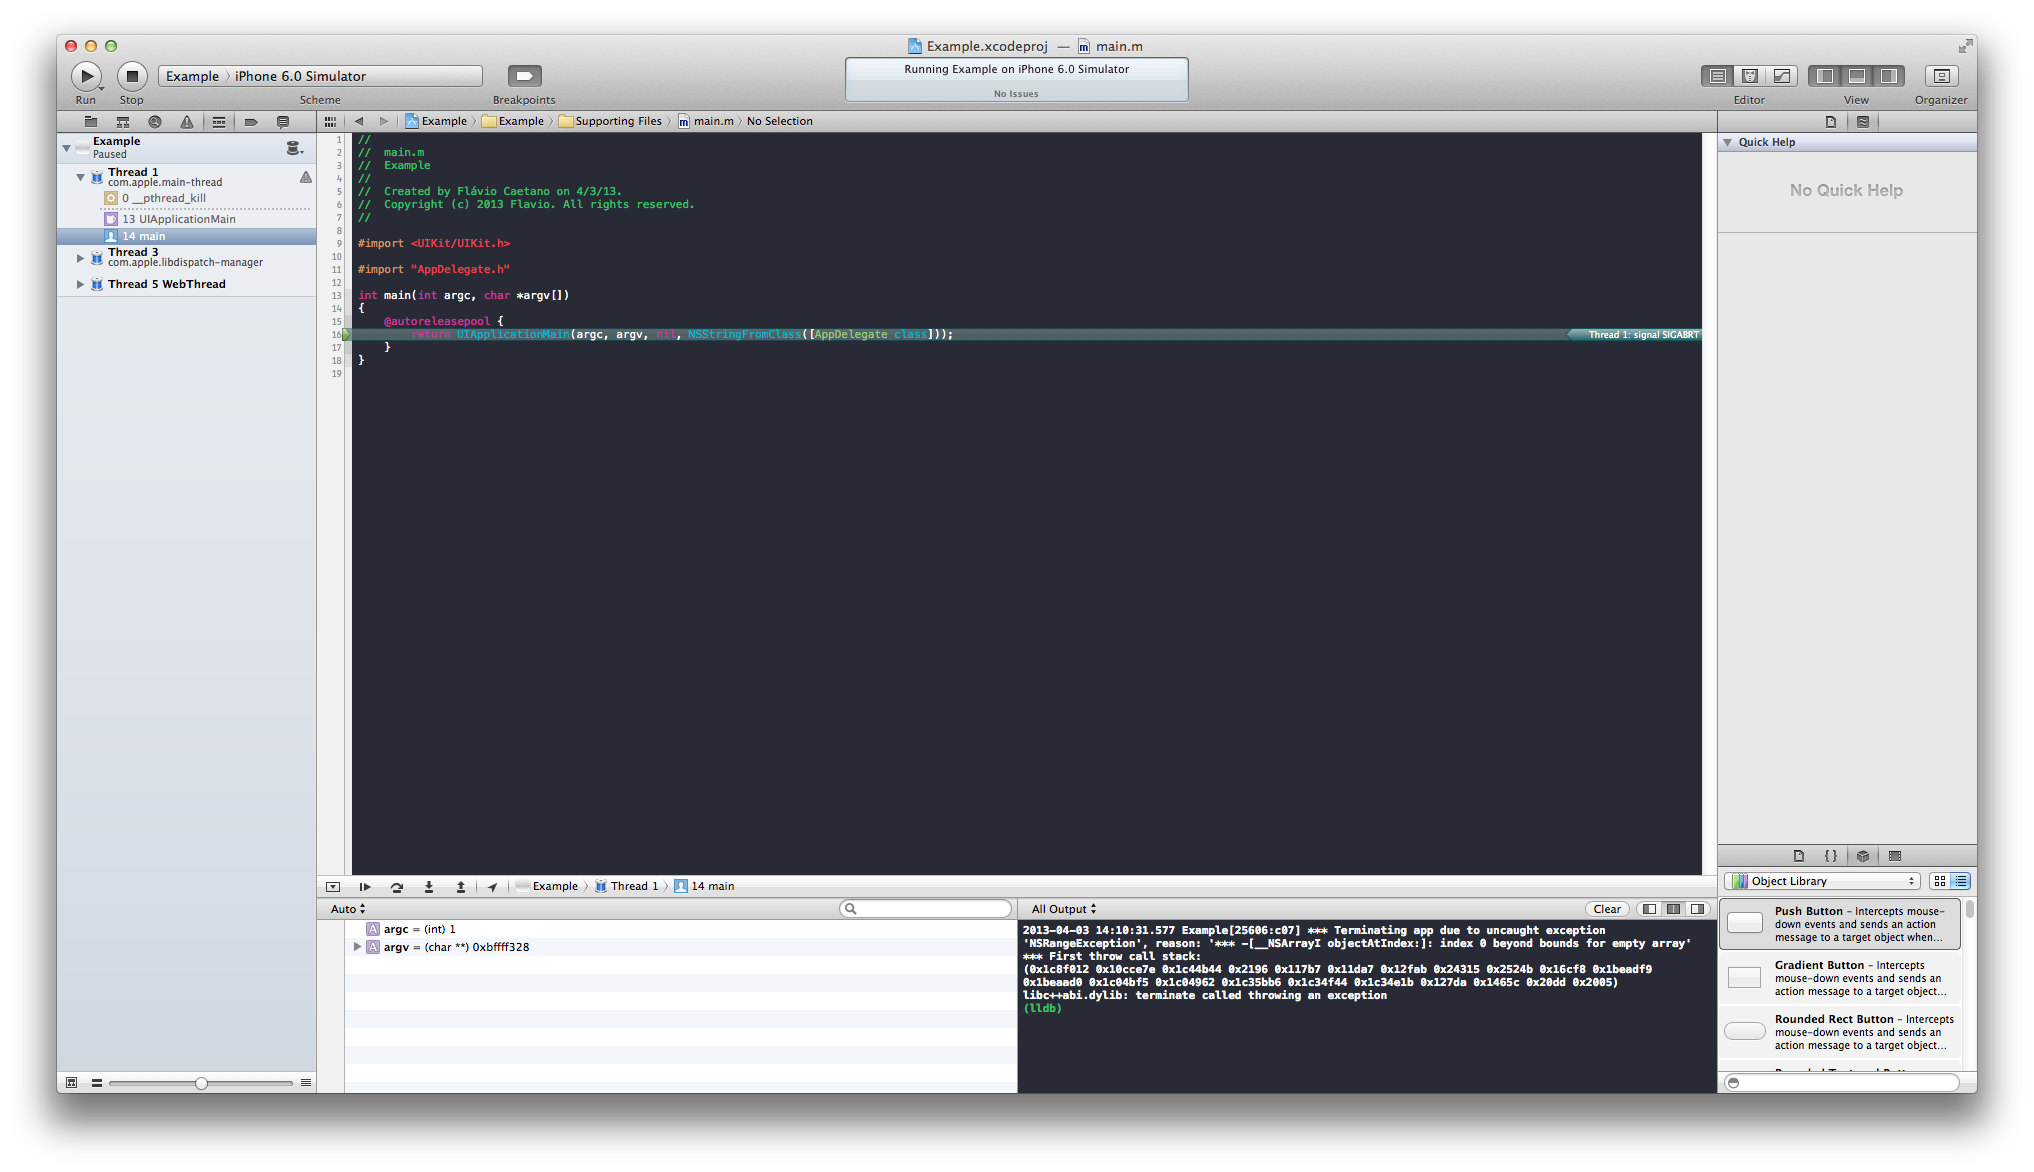 Example.xcodeproj — main.m
Run
Stop
Example 〉 iPhone 6.0 Simulator
Scheme
Breakpoints
Running Example on iPhone 6.0 Simulator
No Issues
Editor
View
Organizer
Example 〉 Example 〉 Supporting Files 〉 main.m 〉 No Selection
Example
Paused
Thread 1
com.apple.main-thread
0 __pthread_kill
13 UIApplicationMain
14 main
Thread 3
com.apple.libdispatch-manager
Thread 5 WebThread
1 //
2 // main.m
3 // Example
4 //
5 // Created by Flávio Caetano on 4/3/13.
6 // Copyright (c) 2013 Flavio. All rights reserved.
7 //
8
9 #import <UIKit/UIKit.h>
10
11 #import "AppDelegate.h"
12
13 int main(int argc, char *argv[])
14 {
15 @autoreleasepool {
16 return UIApplicationMain(argc, argv, nil, NSStringFromClass([AppDelegate class])); Thread 1: signal SIGABRT
17 }
18 }
19
Quick Help
No Quick Help
Example 〉 Thread 1 〉 14 main
Auto
argc = (int) 1
argv = (char **) 0xbffff328
All Output
Clear
2013-04-03 14:10:31.577 Example[25606:c07] *** Terminating app due to uncaught exception
'NSRangeException', reason: '*** -[__NSArrayI objectAtIndex:]: index 0 beyond bounds for empty array'
*** First throw call stack:
(0x1c8f012 0x10cce7e 0x1c44b44 0x2196 0x117b7 0x11da7 0x12fab 0x24315 0x2524b 0x16cf8 0x1beadf9
0x1beaad0 0x1c04bf5 0x1c04962 0x1c35bb6 0x1c34f44 0x1c34e1b 0x127da 0x1465c 0x20dd 0x2005)
libc++abi.dylib: terminate called throwing an exception
(lldb)
{ }
Object Library
Push Button – Intercepts mouse-
down events and sends an action
message to a target object when...
Gradient Button – Intercepts
mouse-down events and sends an
action message to a target object...
Rounded Rect Button – Intercepts
mouse-down events and sends an
action message to a target object...